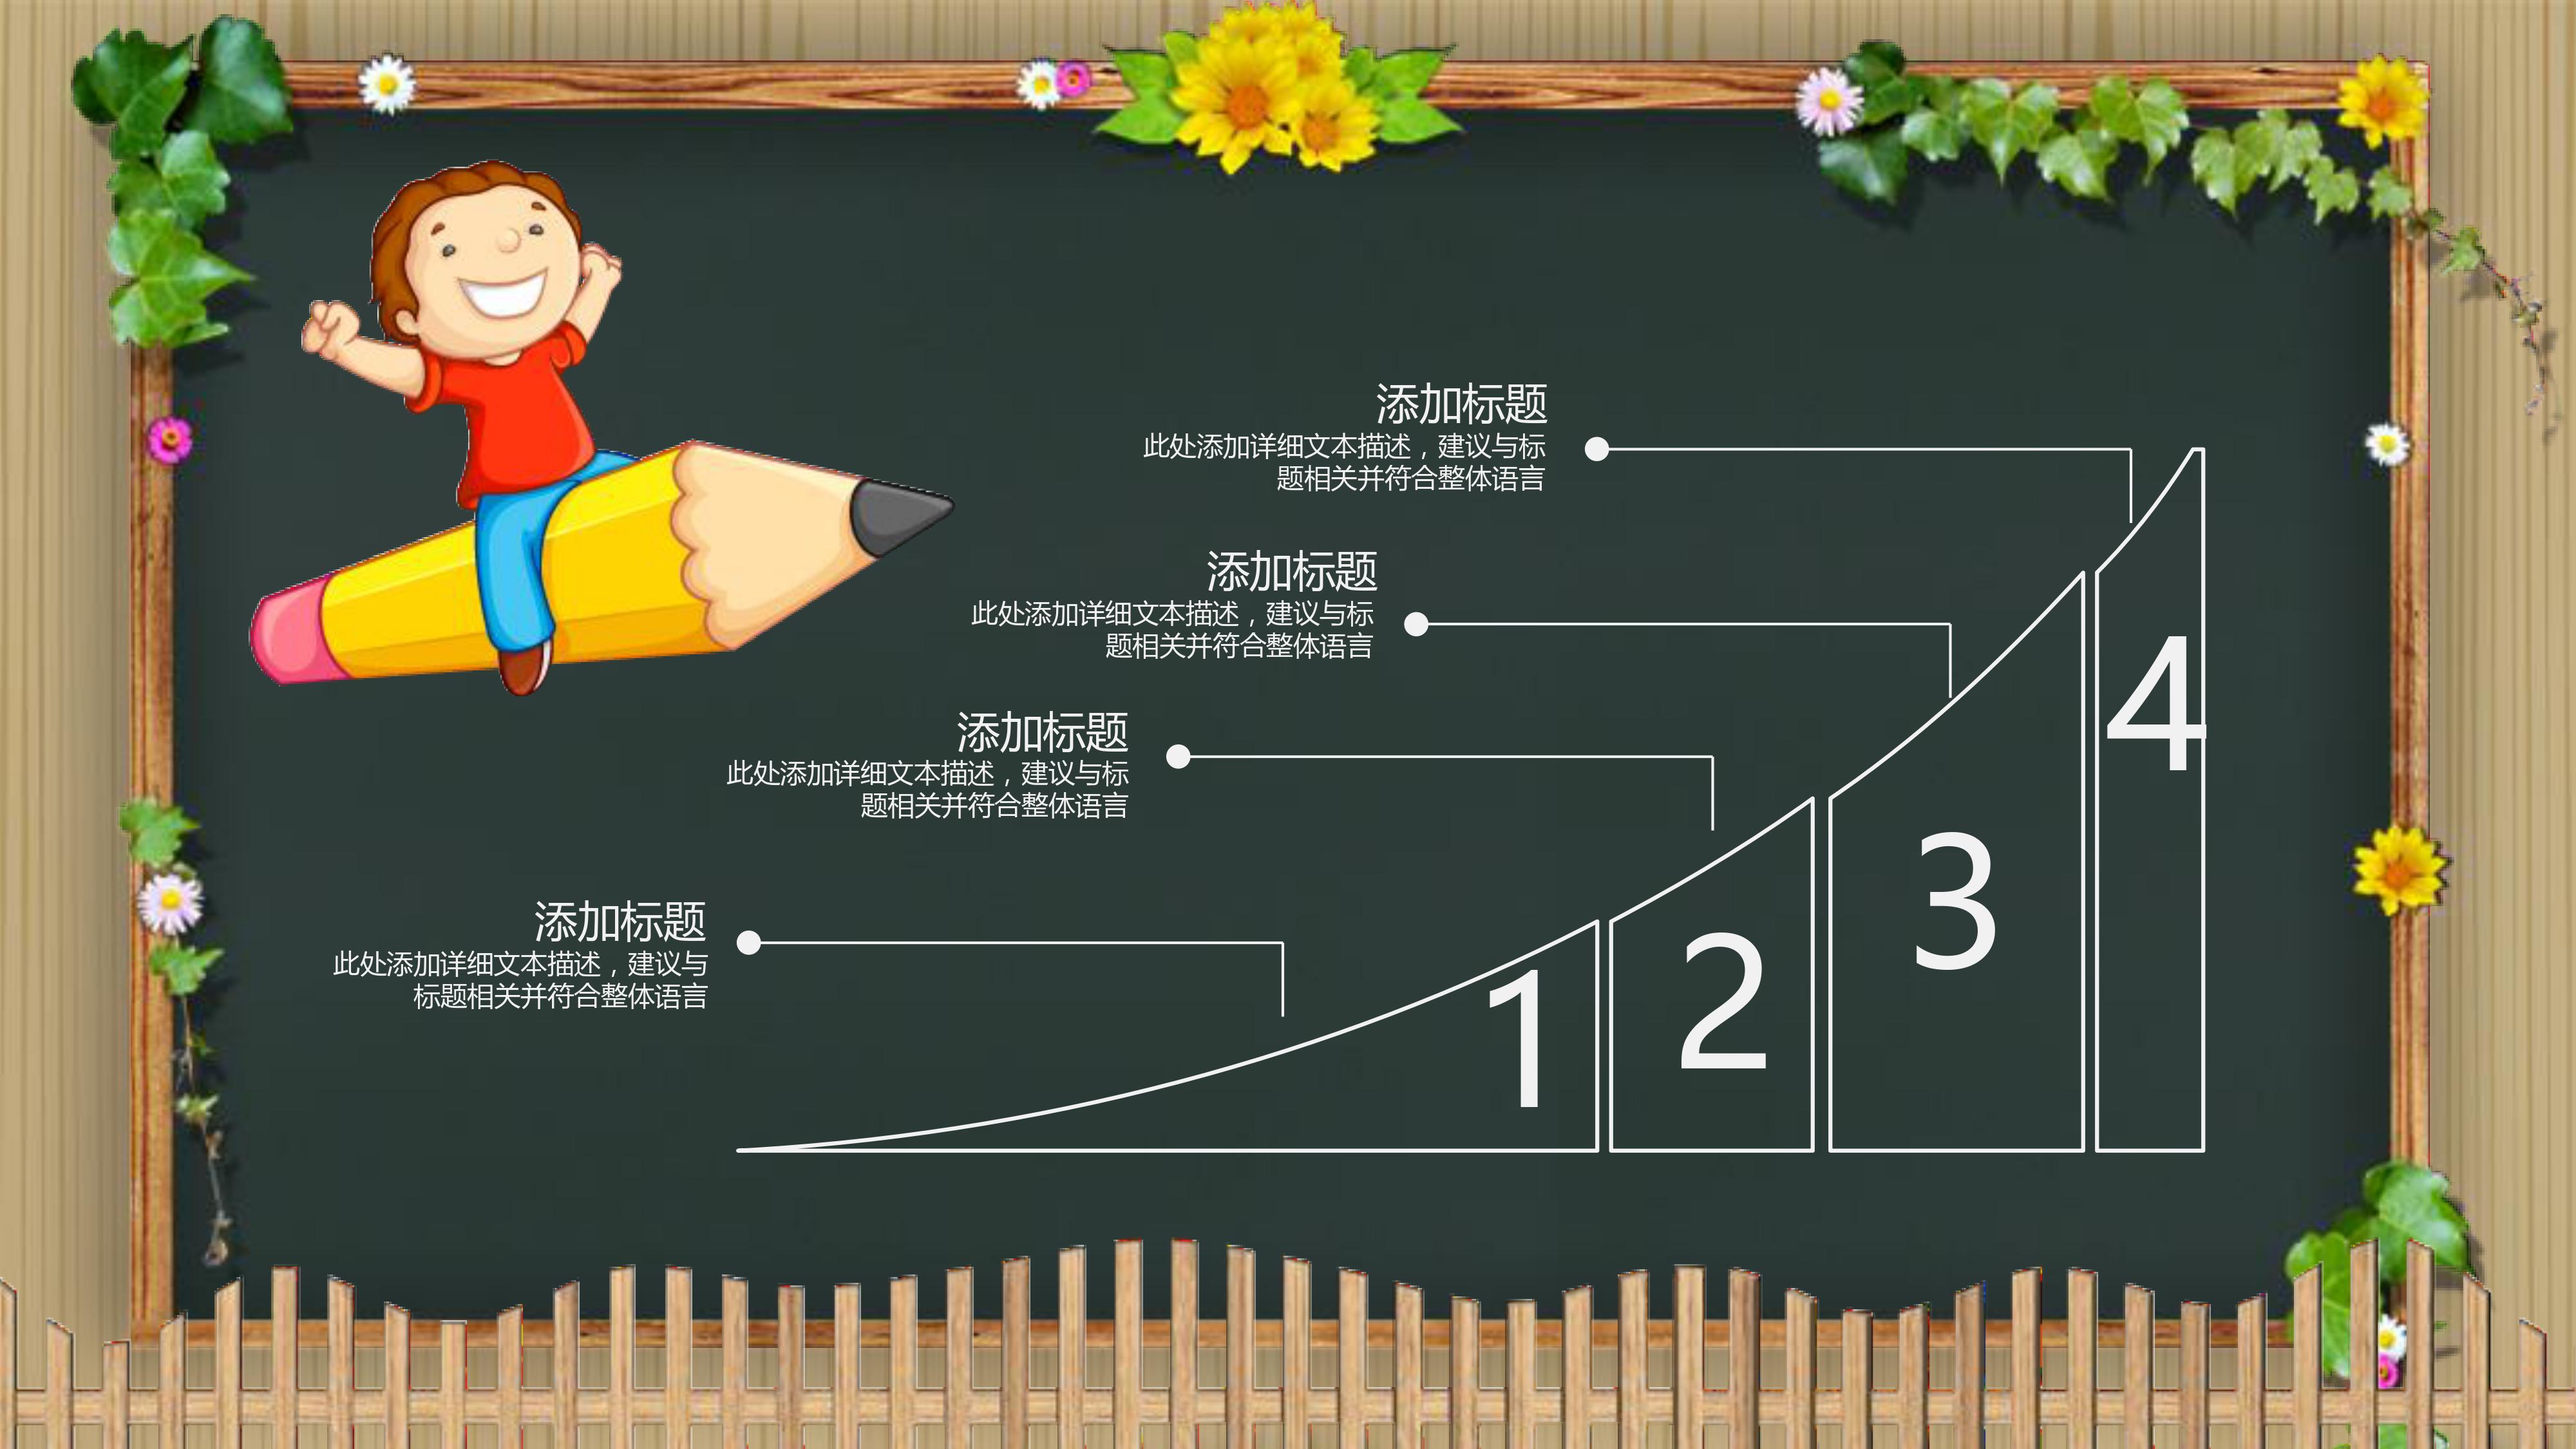 添加标题
此处添加详细文本描述，建议与标
题相关并符合整体语言
添加标题
此处添加详细文本描述，建议与标
题相关并符合整体语言
4
添加标题
此处添加详细文本描述，建议与标
题相关并符合整体语言
3
添加标题
此处添加详细文本描述，建议与
标题相关并符合整体语言
2
1